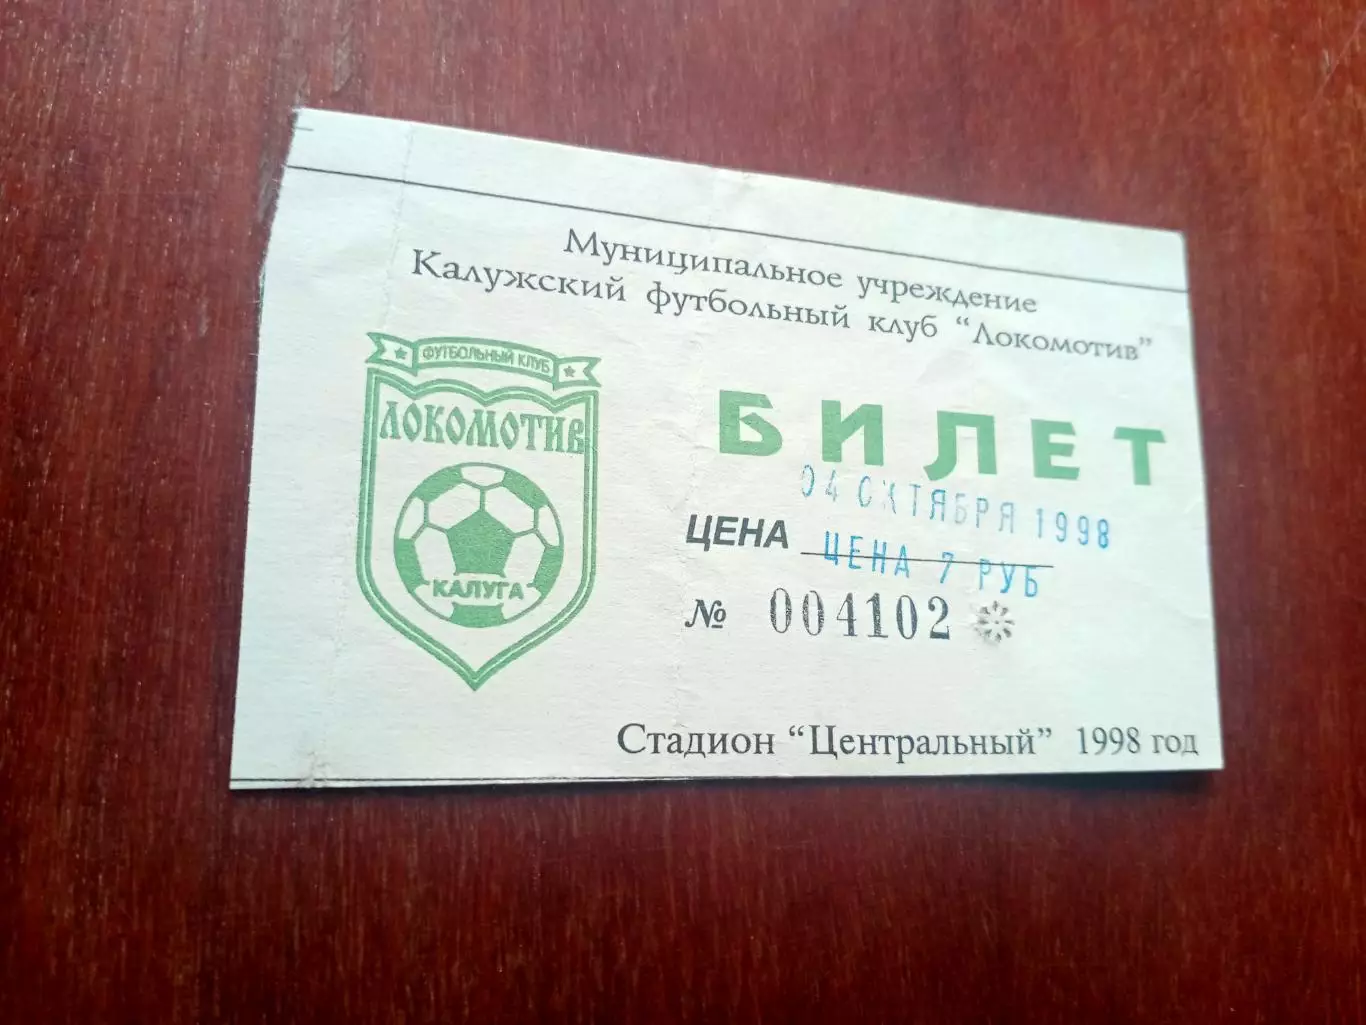 Муниципальное учреждение
Калужский футбольный клуб "Локомотив"
ФУТБОЛЬНЫЙ КЛУБ
ЛОКОМОТИВ
КАЛУГА
БИЛЕТ
04 ОКТЯБРЯ 1998
ЦЕНА ЦЕНА 7 РУБ
№ 004102
Стадион "Центральный" 1998 год